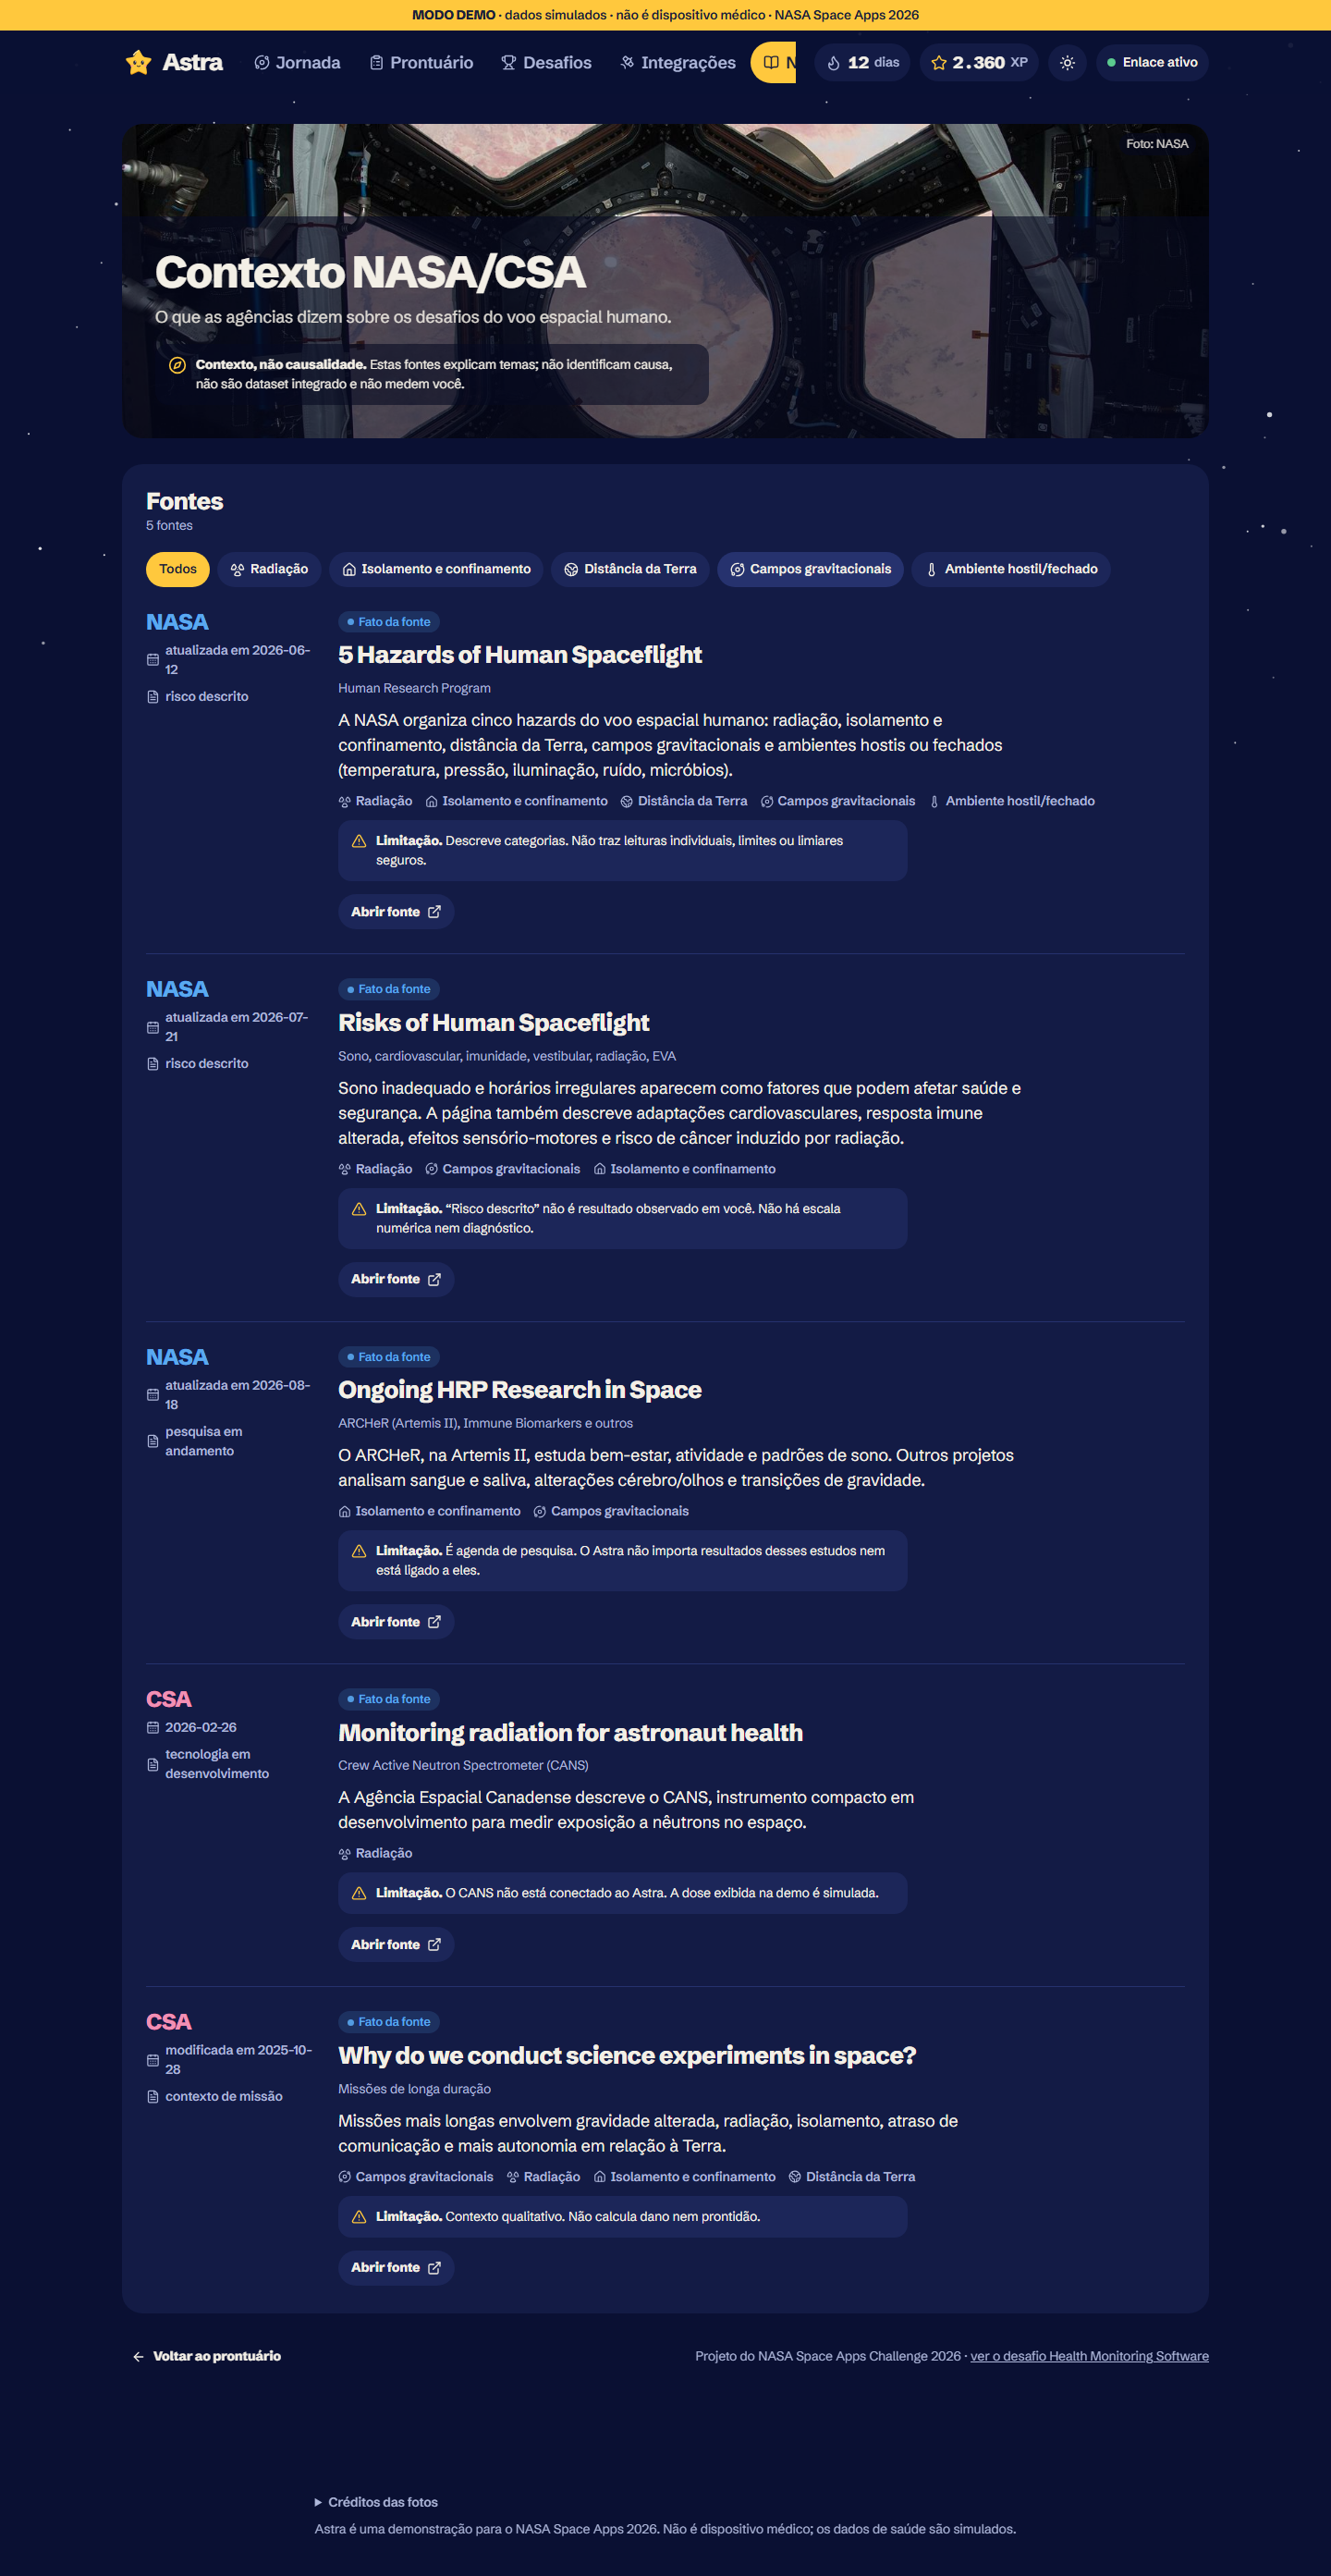 MODO DEMO · dados simulados · não é dispositivo médico · NASA Space Apps 2026
Astra
Jornada
Prontuário
Desafios
Integrações
12 dias
2.360 XP
Enlace ativo
Foto: NASA
Contexto NASA/CSA
O que as agências dizem sobre os desafios do voo espacial humano.
Contexto, não causalidade. Estas fontes explicam temas; não identificam causa,
não são dataset integrado e não medem você.
Fontes
5 fontes
Todos
Radiação
Isolamento e confinamento
Distância da Terra
Campos gravitacionais
Ambiente hostil/fechado
NASA
atualizada em 2026-06-
12
risco descrito
Fato da fonte
5 Hazards of Human Spaceflight
Human Research Program
A NASA organiza cinco hazards do voo espacial humano: radiação, isolamento e
confinamento, distância da Terra, campos gravitacionais e ambientes hostis ou fechados
(temperatura, pressão, iluminação, ruído, micróbios).
Radiação Isolamento e confinamento Distância da Terra Campos gravitacionais Ambiente hostil/fechado
Limitação. Descreve categorias. Não traz leituras individuais, limites ou limiares
seguros.
Abrir fonte
NASA
atualizada em 2026-07-
21
risco descrito
Fato da fonte
Risks of Human Spaceflight
Sono, cardiovascular, imunidade, vestibular, radiação, EVA
Sono inadequado e horários irregulares aparecem como fatores que podem afetar saúde e
segurança. A página também descreve adaptações cardiovasculares, resposta imune
alterada, efeitos sensório-motores e risco de câncer induzido por radiação.
Radiação Campos gravitacionais Isolamento e confinamento
Limitação. “Risco descrito” não é resultado observado em você. Não há escala
numérica nem diagnóstico.
Abrir fonte
NASA
atualizada em 2026-08-
18
pesquisa em
andamento
Fato da fonte
Ongoing HRP Research in Space
ARCHeR (Artemis II), Immune Biomarkers e outros
O ARCHeR, na Artemis II, estuda bem-estar, atividade e padrões de sono. Outros projetos
analisam sangue e saliva, alterações cérebro/olhos e transições de gravidade.
Isolamento e confinamento Campos gravitacionais
Limitação. É agenda de pesquisa. O Astra não importa resultados desses estudos nem
está ligado a eles.
Abrir fonte
CSA
2026-02-26
tecnologia em
desenvolvimento
Fato da fonte
Monitoring radiation for astronaut health
Crew Active Neutron Spectrometer (CANS)
A Agência Espacial Canadense descreve o CANS, instrumento compacto em
desenvolvimento para medir exposição a nêutrons no espaço.
Radiação
Limitação. O CANS não está conectado ao Astra. A dose exibida na demo é simulada.
Abrir fonte
CSA
modificada em 2025-10-
28
contexto de missão
Fato da fonte
Why do we conduct science experiments in space?
Missões de longa duração
Missões mais longas envolvem gravidade alterada, radiação, isolamento, atraso de
comunicação e mais autonomia em relação à Terra.
Campos gravitacionais Radiação Isolamento e confinamento Distância da Terra
Limitação. Contexto qualitativo. Não calcula dano nem prontidão.
Abrir fonte
Voltar ao prontuário
Projeto do NASA Space Apps Challenge 2026 · ver o desafio Health Monitoring Software
Créditos das fotos
Astra é uma demonstração para o NASA Space Apps 2026. Não é dispositivo médico; os dados de saúde são simulados.